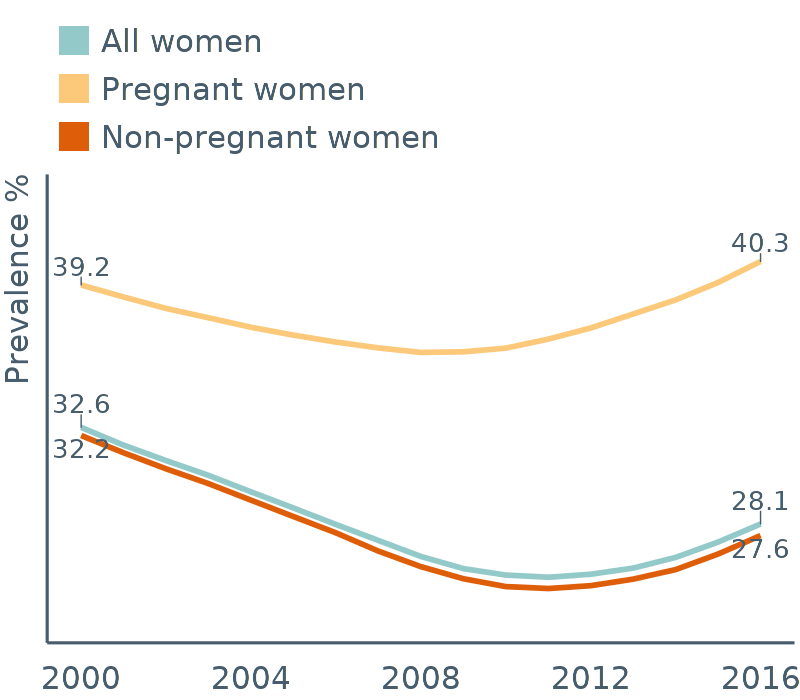 All women
Pregnant women
Non-pregnant women
Prevalence %
40.3
39.2
32.6
32.2
28.1
27.6
2000 2004 2008 2012 2016